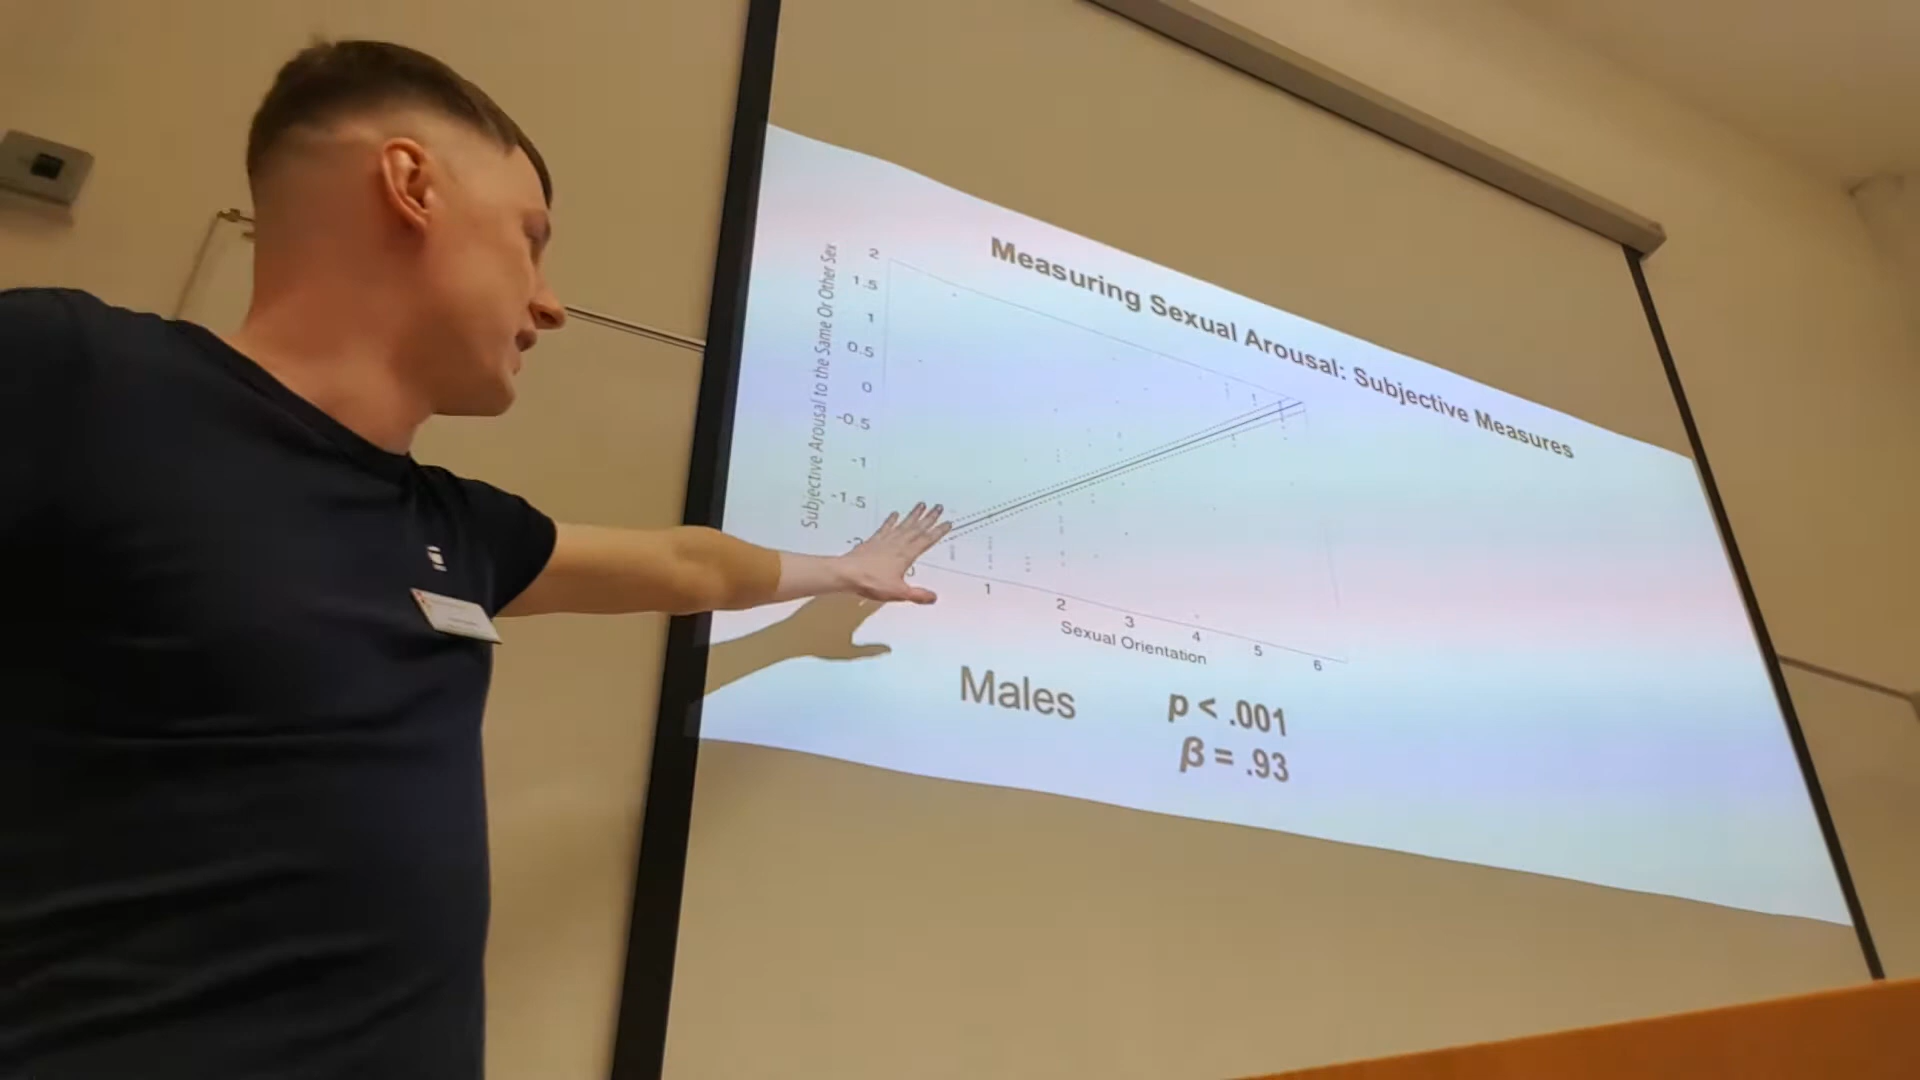 Measuring Sexual Arousal: Subjective Measures
Subjective Arousal to the Same Or Other Sex
2
1.5
1
0.5
0
-0.5
-1
-1.5
-2
0
1
2
3
4
5
6
Sexual Orientation
Males
p < .001
β = .93